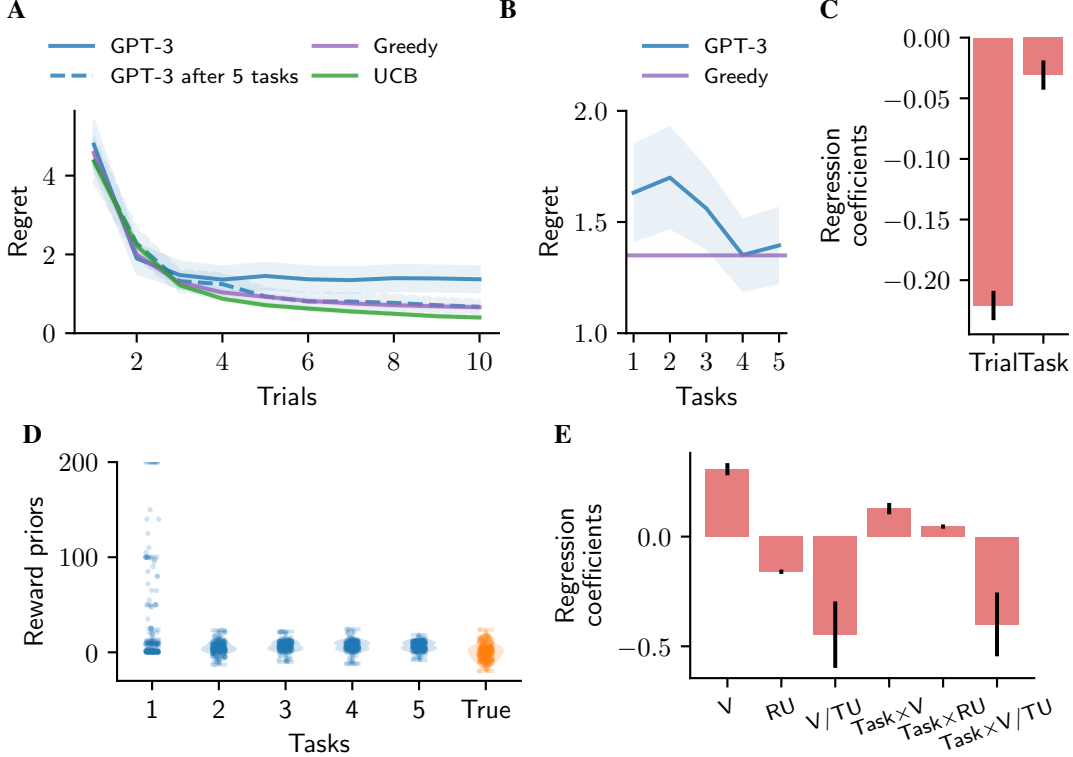 A
GPT-3
GPT-3 after 5 tasks
Greedy
UCB
Regret
4
2
0
2
4
6
8
10
Trials
B
GPT-3
Greedy
Regret
2.0
1.5
1.0
1
2
3
4
5
Tasks
C
Regression
coefficients
0.00
−0.05
−0.10
−0.15
−0.20
Trial
Task
D
Reward priors
200
100
0
1
2
3
4
5
True
Tasks
E
Regression
coefficients
0.0
−0.5
V
RU
V/TU
Task×V
Task×RU
Task×V/TU